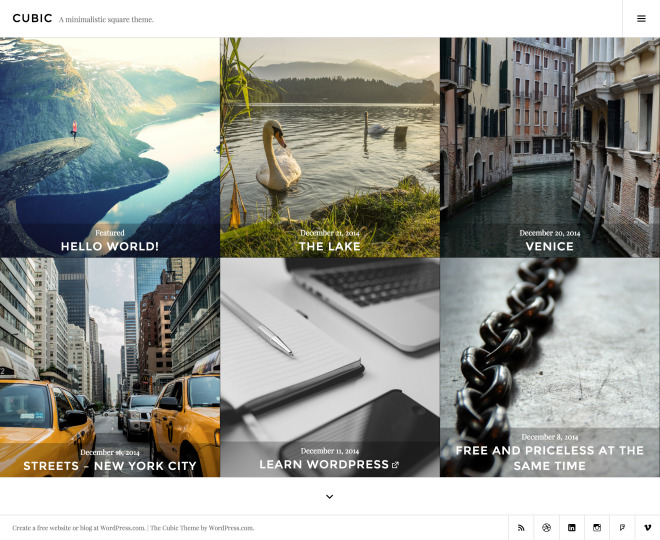 CUBIC A minimalistic square theme.
Featured
HELLO WORLD!
December 21, 2014
THE LAKE
December 20, 2014
VENICE
December 16, 2014
STREETS – NEW YORK CITY
December 11, 2014
LEARN WORDPRESS
December 8, 2014
FREE AND PRICELESS AT THE
SAME TIME
Create a free website or blog at WordPress.com. | The Cubic Theme by WordPress.com.